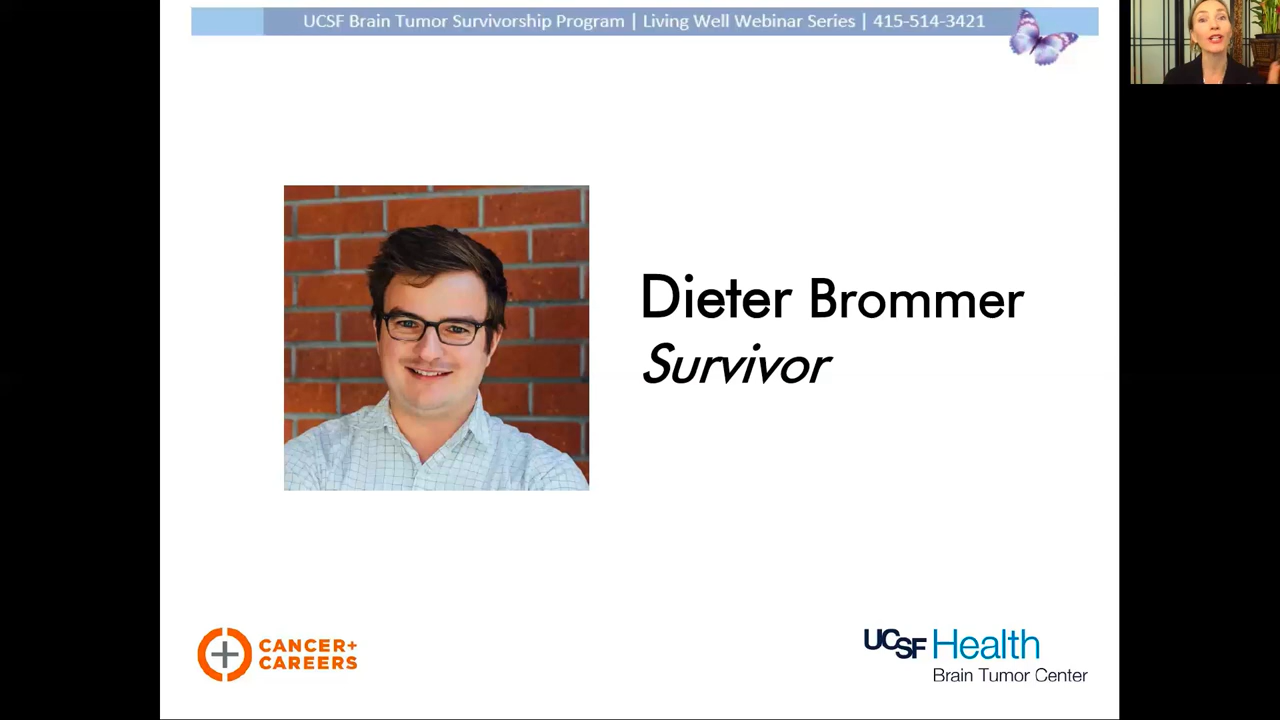 UCSF Brain Tumor Survivorship Program | Living Well Webinar Series | 415-514-3421
Dieter Brommer
Survivor
CANCER+
CAREERS
UCSF Health
Brain Tumor Center